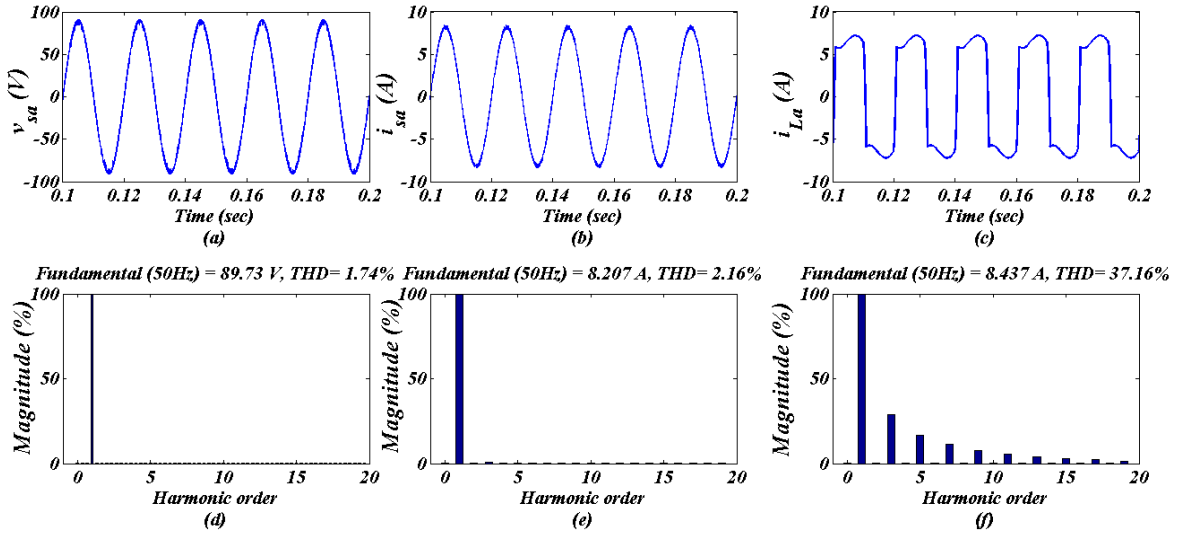 100
50
0
-50
-100
v_sa (V)
0.1 0.12 0.14 0.16 0.18 0.2
Time (sec)
(a)
10
5
0
-5
-10
i_sa (A)
0.1 0.12 0.14 0.16 0.18 0.2
Time (sec)
(b)
10
5
0
-5
-10
i_La (A)
0.1 0.12 0.14 0.16 0.18 0.2
Time (sec)
(c)
Fundamental (50Hz) = 89.73 V, THD= 1.74%
100
50
0
Magnitude (%)
0 5 10 15 20
Harmonic order
(d)
Fundamental (50Hz) = 8.207 A, THD= 2.16%
100
50
0
Magnitude (%)
0 5 10 15 20
Harmonic order
(e)
Fundamental (50Hz) = 8.437 A, THD= 37.16%
100
50
0
Magnitude (%)
0 5 10 15 20
Harmonic order
(f)